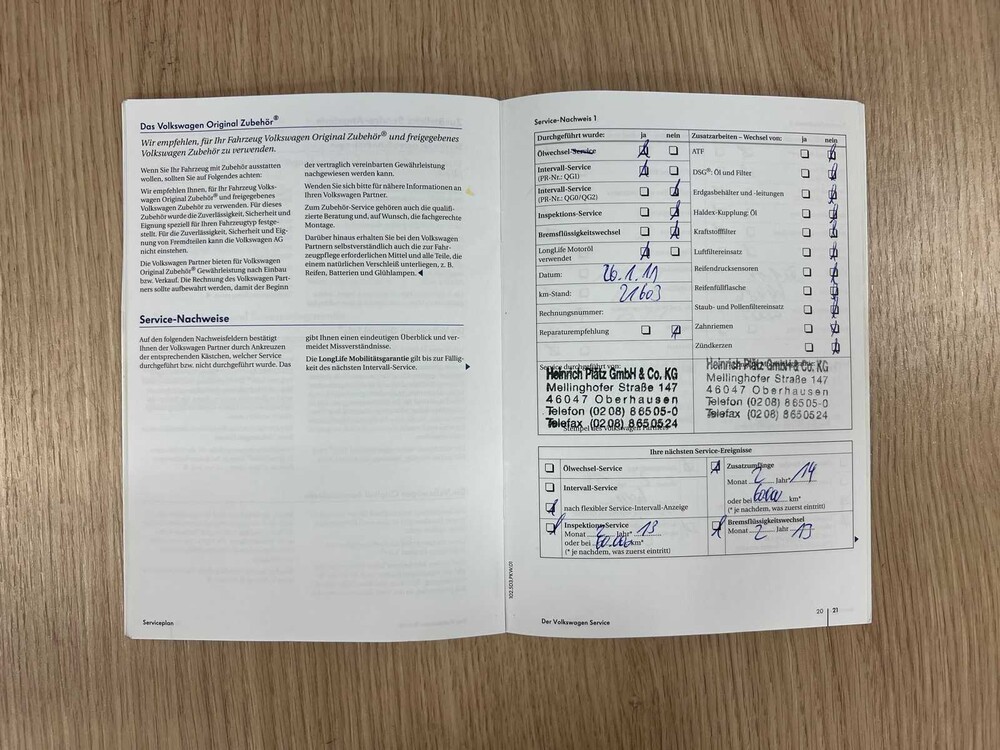 Das Volkswagen Original Zubehör®
Wir empfehlen, für Ihr Fahrzeug Volkswagen Original Zubehör® und freigegebenes
Volkswagen Zubehör zu verwenden.
Wenn Sie Ihr Fahrzeug mit Zubehör ausstatten
wollen, sollten Sie auf Folgendes achten:
Wir empfehlen Ihnen, für Ihr Fahrzeug Volks-
wagen Original Zubehör® und freigegebenes
Volkswagen Zubehör zu verwenden. Für dieses
Zubehör wurde die Zuverlässigkeit, Sicherheit und
Eignung speziell für Ihren Fahrzeugtyp festge-
stellt. Für die Zuverlässigkeit, Sicherheit und Eig-
nung von Fremdteilen kann die Volkswagen AG
nicht einstehen.
Die Volkswagen Partner bieten für Volkswagen
Original Zubehör® Gewährleistung nach Einbau
bzw. Verkauf. Die Rechnung des Volkswagen Part-
ners sollte aufbewahrt werden, damit der Beginn
der vertraglich vereinbarten Gewährleistung
nachgewiesen werden kann.
Wenden Sie sich bitte für nähere Informationen an
Ihren Volkswagen Partner.
Zum Zubehör-Service gehören auch die qualifi-
zierte Beratung und, auf Wunsch, die fachgerechte
Montage.
Darüber hinaus erhalten Sie bei den Volkswagen
Partnern selbstverständlich auch die zur Fahr-
zeugpflege erforderlichen Mittel und alle Teile, die
einem natürlichen Verschleiß unterliegen, z. B.
Reifen, Batterien und Glühlampen.
Service-Nachweise
Auf den folgenden Nachweisfeldern bestätigt
Ihnen der Volkswagen Partner durch Ankreuzen
der entsprechenden Kästchen, welcher Service
durchgeführt bzw. nicht durchgeführt wurde. Das
gibt Ihnen einen eindeutigen Überblick und ver-
meidet Missverständnisse.
Die LongLife Mobilitätsgarantie gilt bis zur Fällig-
keit des nächsten Intervall-Service.
Serviceplan
Service-Nachweis 1
Durchgeführt wurde: ja nein
Ölwechsel-Service
Intervall-Service
(PR-Nr.: QG1)
Intervall-Service
(PR-Nr.: QG0/QG2)
Inspektions-Service
Bremsflüssigkeitswechsel
LongLife Motoröl
verwendet
Datum: 26.1.11
km-Stand: 21603
Rechnungsnummer:
Reparaturempfehlung
Zusatzarbeiten – Wechsel von: ja nein
ATF
DSG®: Öl und Filter
Erdgasbehälter und -leitungen
Haldex-Kupplung: Öl
Kraftstofffilter
Luftfiltereinsatz
Reifendrucksensoren
Reifenfüllflasche
Staub- und Pollenfiltereinsatz
Zahnriemen
Zündkerzen
Service durchgeführt von:
Heinrich Plätz GmbH & Co. KG
Mellinghofer Straße 147
46047 Oberhausen
Telefon (0208) 86505-0
Telefax (0208) 8650524
Stempel des Volkswagen Partners
Heinrich Plätz GmbH & Co. KG
Mellinghofer Straße 147
46047 Oberhausen
Telefon (0208) 86505-0
Telefax (0208) 8650524
Ihre nächsten Service-Ereignisse
Ölwechsel-Service
Intervall-Service
nach flexibler Service-Intervall-Anzeige
Inspektions-Service
Monat 2 Jahr* 13
oder bei 60.000 km*
(* je nachdem, was zuerst eintritt)
Zusatzumfänge
Monat 2 Jahr* 14
oder bei 60000 km*
(* je nachdem, was zuerst eintritt)
Bremsflüssigkeitswechsel
Monat 2 Jahr 13
102.5D3.PKW.01
Der Volkswagen Service
20 21